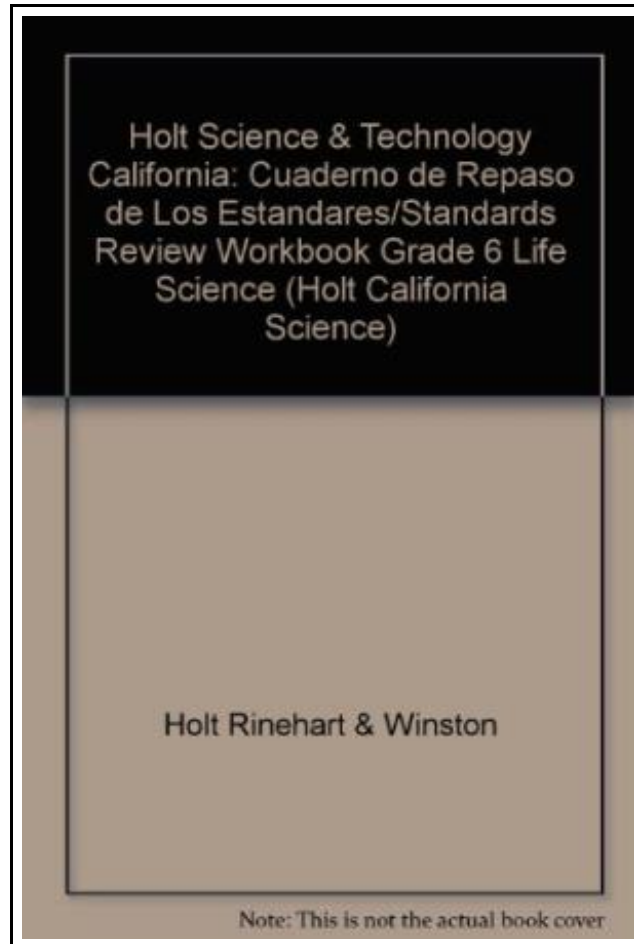 Holt Science & Technology
California: Cuaderno de Repaso
de Los Estandares/Standards
Review Workbook Grade 6 Life
Science (Holt California
Science)
Holt Rinehart & Winston
Note: This is not the actual book cover